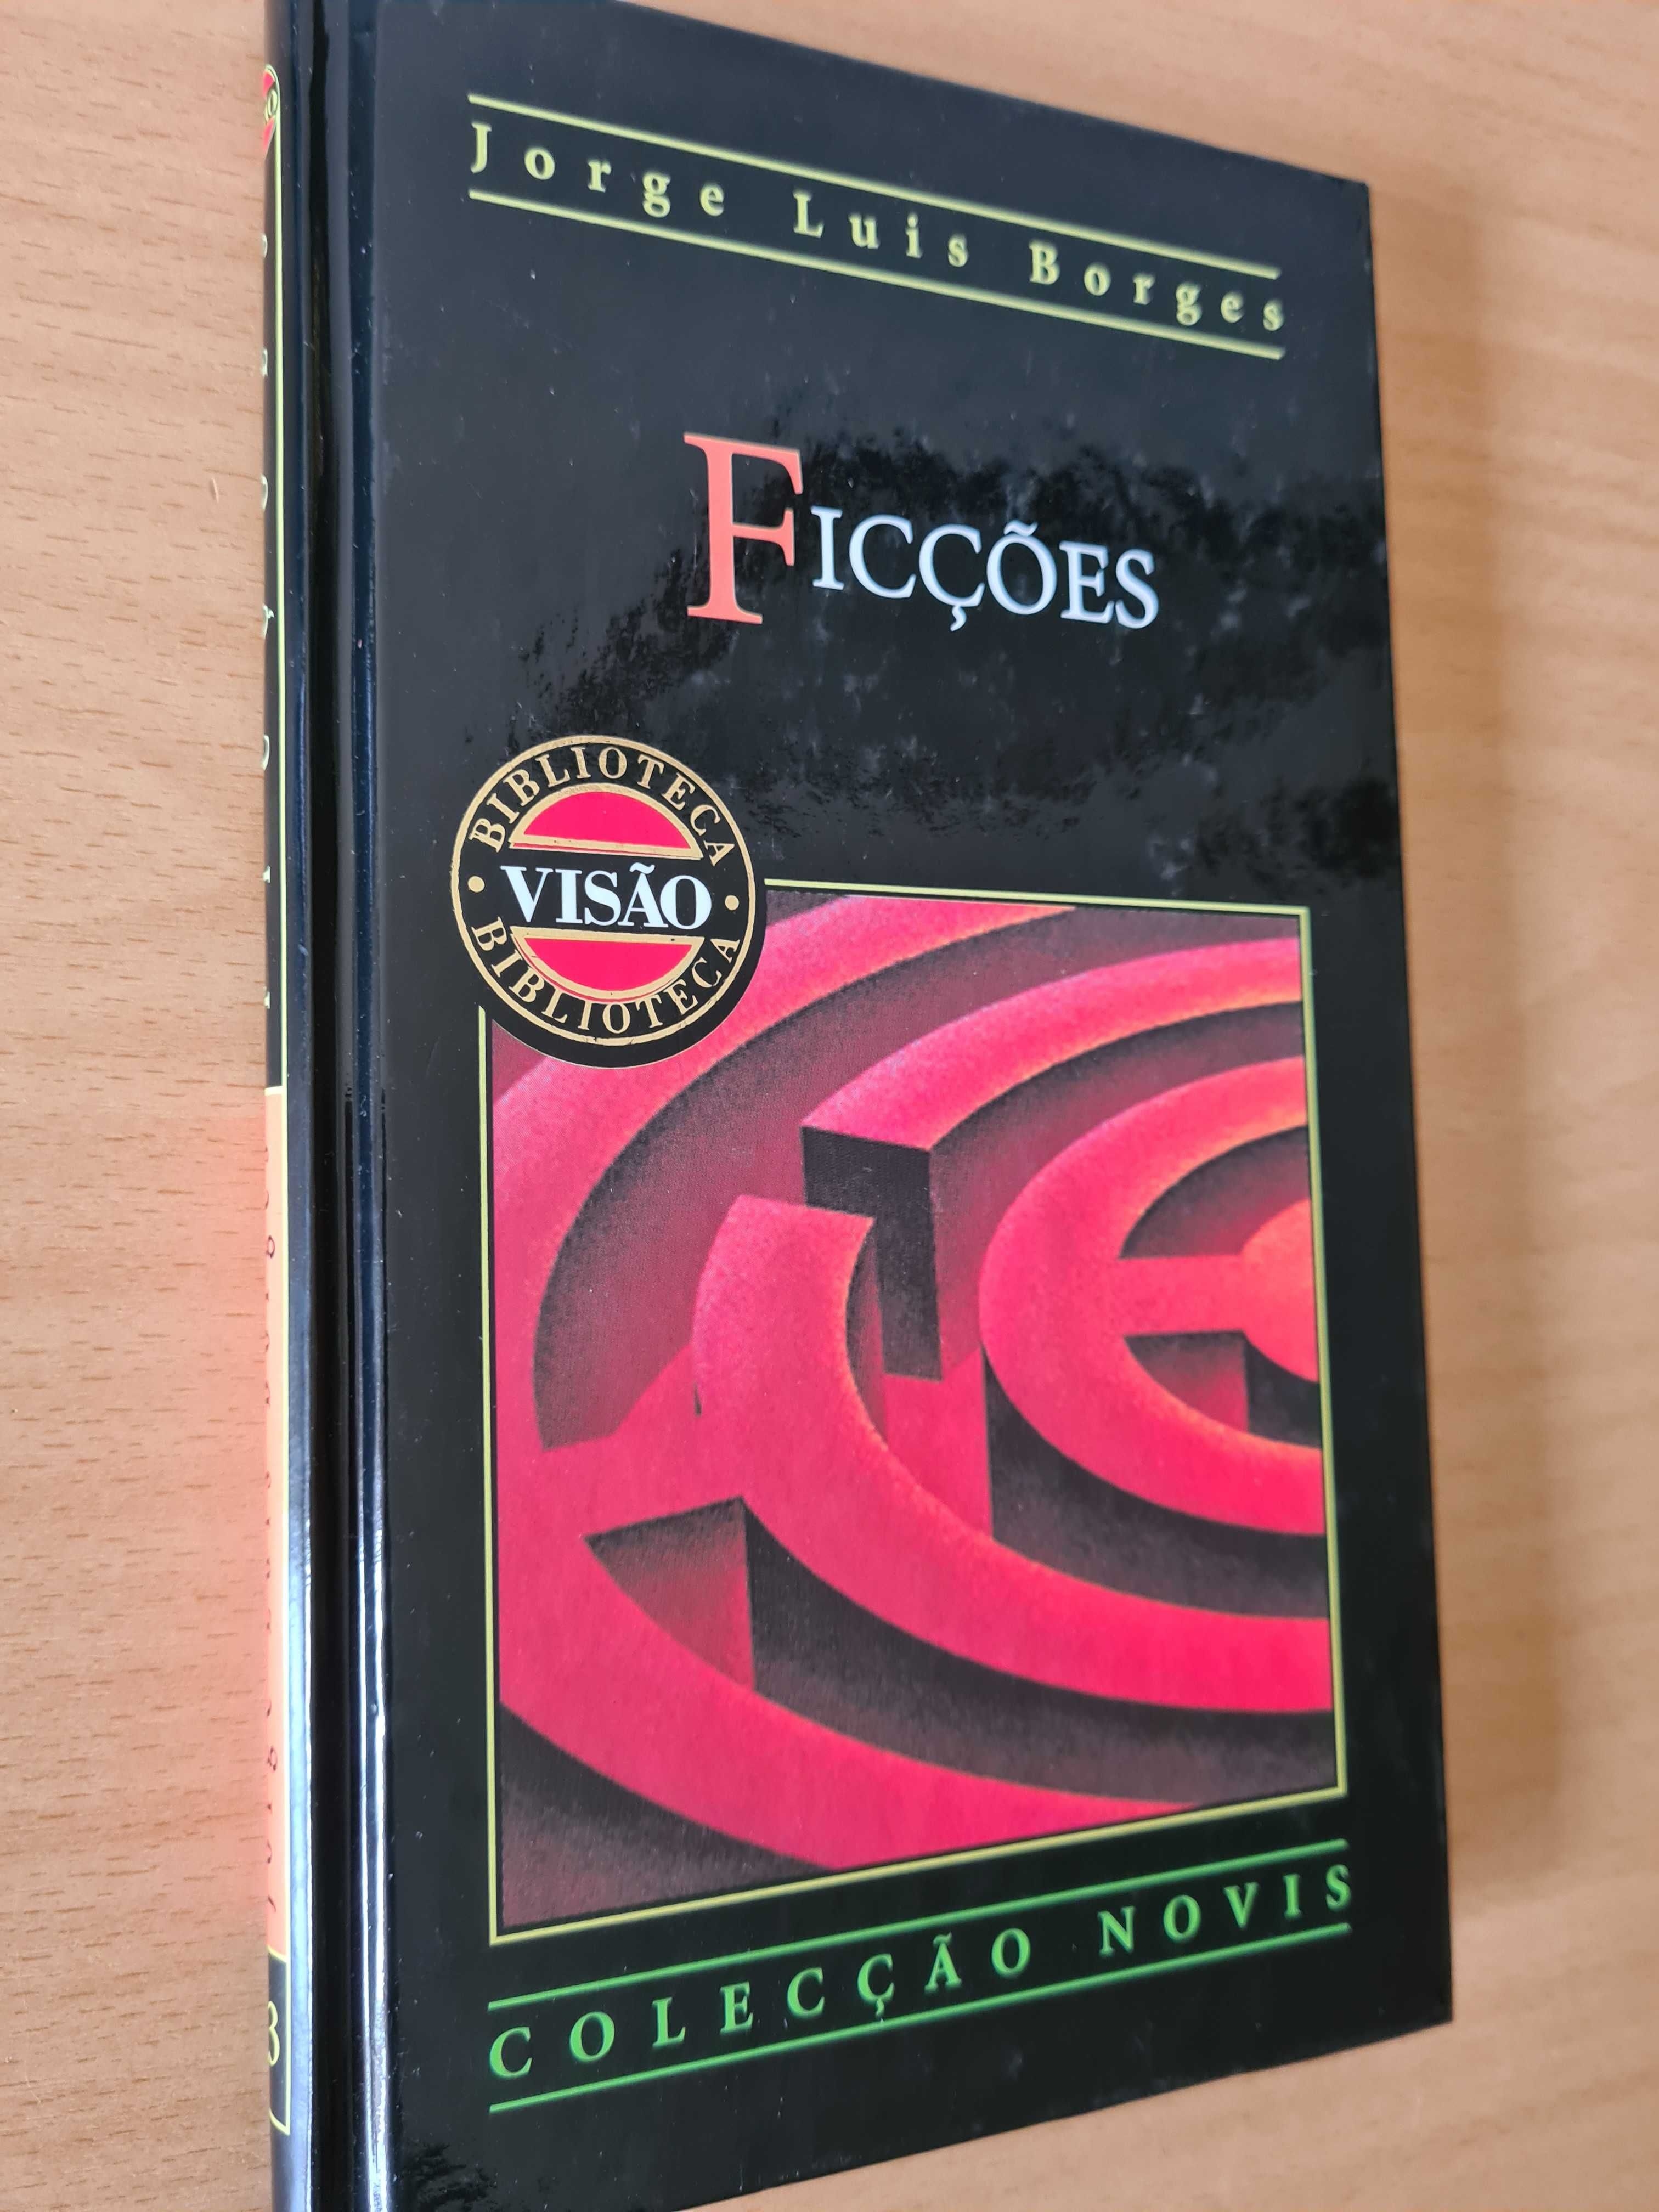 Jorge Luis Borges
FICÇÕES
BIBLIOTECA
VISÃO
BIBLIOTECA
COLECÇÃO NOVIS